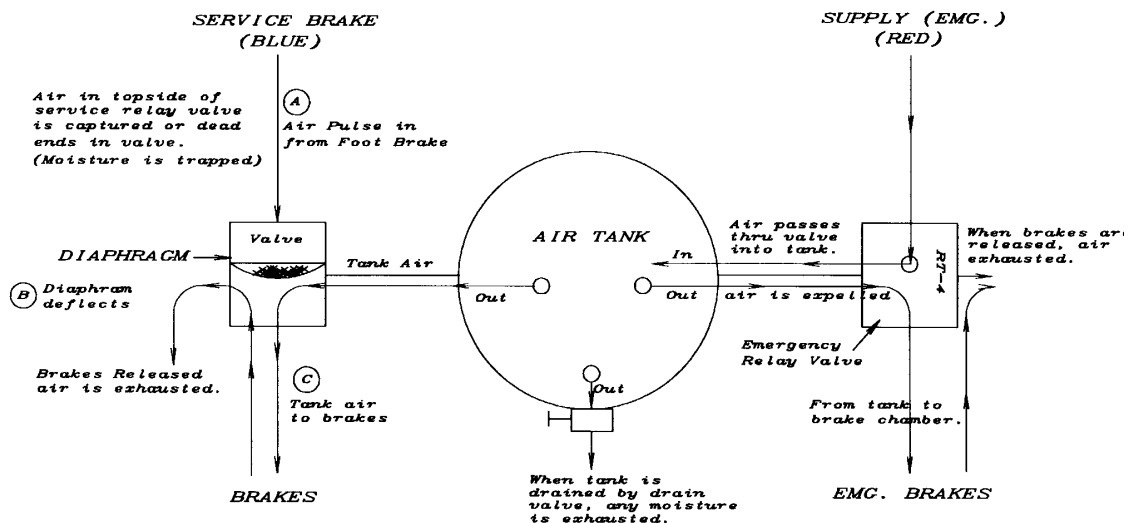 SERVICE BRAKE
(BLUE)
SUPPLY (EMG.)
(RED)
Air in topside of
service relay valve
is captured or dead
ends in valve.
(Moisture is trapped)
A
Air Pulse in
from Foot Brake
Valve
DIAPHRAGM
B
Diaphram
deflects
Tank Air
AIR TANK
Out
In
Out
Air passes
thru valve
into tank.
air is expelled
RT-4
When brakes are
released, air
exhausted.
Emergency
Relay Valve
Brakes Released
air is exhausted.
C
Tank air
to brakes
Out
From tank to
brake chamber.
BRAKES
When tank is
drained by drain
valve, any moisture
is exhausted.
EMG. BRAKES